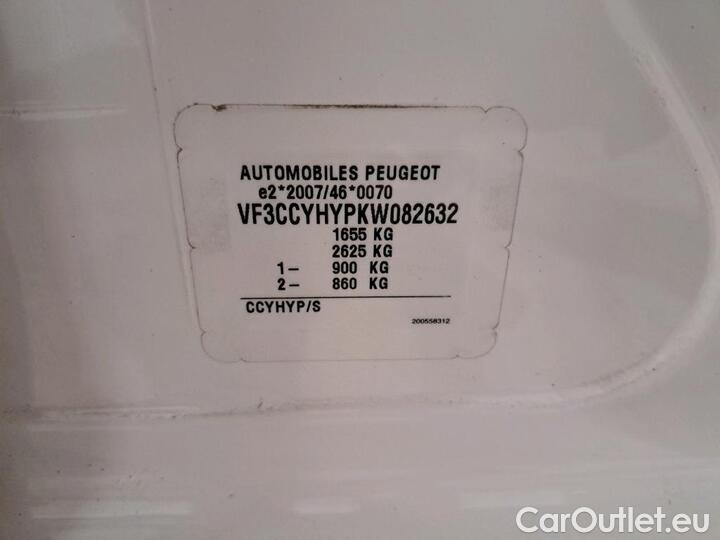 AUTOMOBILES PEUGEOT
e2*2007/46*0070
VF3CCYHYPKW082632
1655 KG
2625 KG
1- 900 KG
2- 860 KG
CCYHYP/S
200558312
CarOutlet.eu